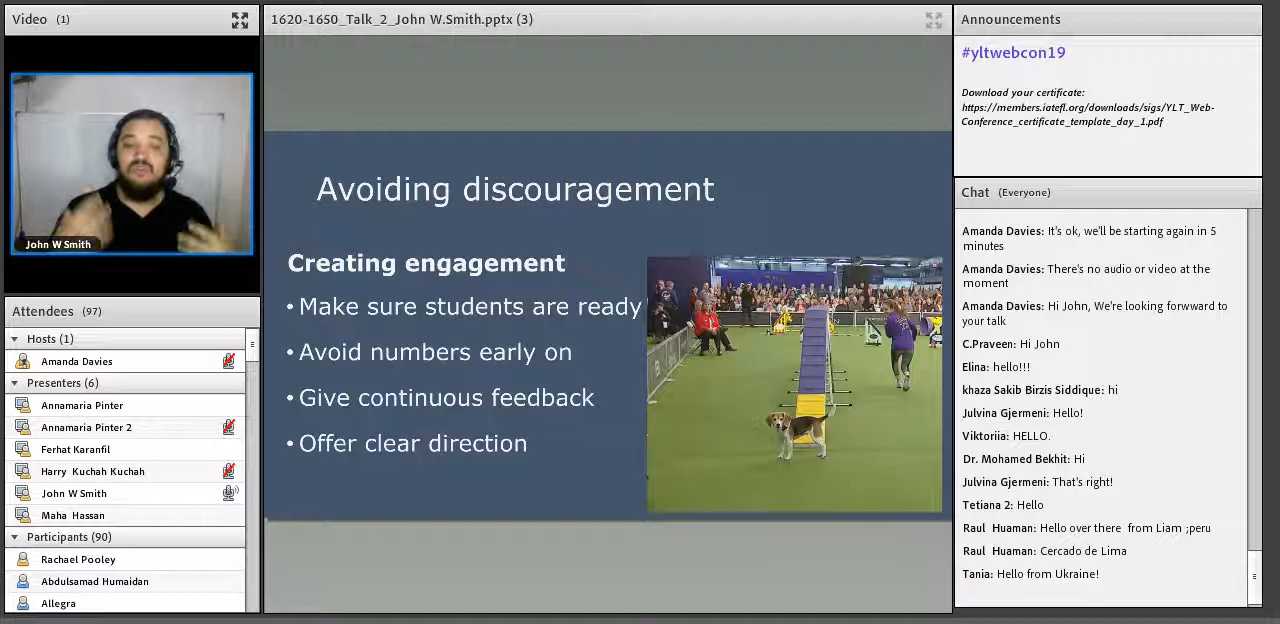 Video (1)
John W Smith
Attendees (97)
Hosts (1)
Amanda Davies
Presenters (6)
Annamaria Pinter
Annamaria Pinter 2
Ferhat Karanfil
Harry Kuchah Kuchah
John W Smith
Maha Hassan
Participants (90)
Rachael Pooley
Abdulsamad Humaidan
Allegra
1620-1650_Talk_2_John W.Smith.pptx (3)
Avoiding discouragement
Creating engagement
• Make sure students are ready
• Avoid numbers early on
• Give continuous feedback
• Offer clear direction
Announcements
#yltwebcon19
Download your certificate:
https://members.iatefl.org/downloads/sigs/YLT_Web-
Conference_certificate_template_day_1.pdf
Chat (Everyone)
Amanda Davies: It's ok, we'll be starting again in 5
minutes
Amanda Davies: There's no audio or video at the
moment
Amanda Davies: Hi John, We're looking forwward to
your talk
C.Praveen: Hi John
Elina: hello!!!
khaza Sakib Birzis Siddique: hi
Julvina Gjermeni: Hello!
Viktoriia: HELLO.
Dr. Mohamed Bekhit: Hi
Julvina Gjermeni: That's right!
Tetiana 2: Hello
Raul Huaman: Hello over there from Liam ;peru
Raul Huaman: Cercado de Lima
Tania: Hello from Ukraine!